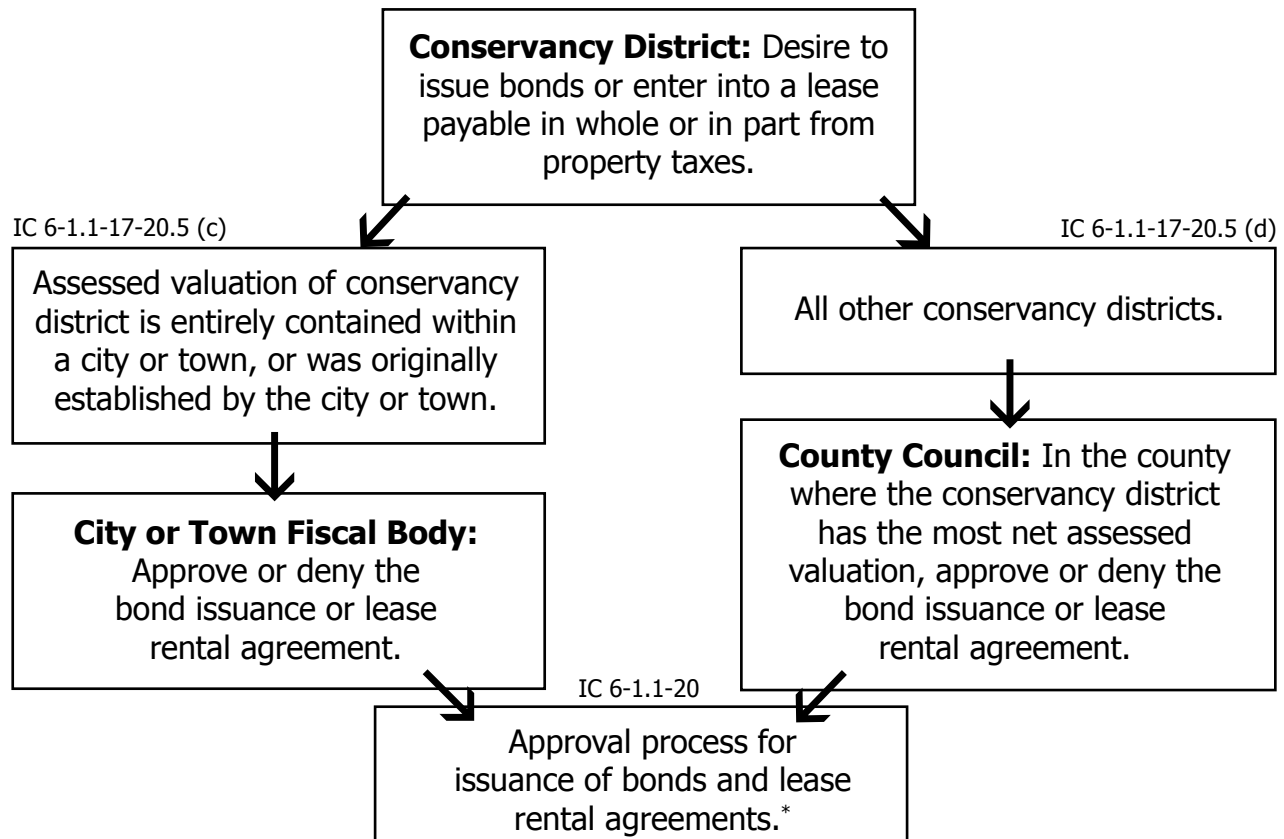 Conservancy District: Desire to
issue bonds or enter into a lease
payable in whole or in part from
property taxes.
IC 6-1.1-17-20.5 (c)
Assessed valuation of conservancy
district is entirely contained within
a city or town, or was originally
established by the city or town.
IC 6-1.1-17-20.5 (d)
All other conservancy districts.
City or Town Fiscal Body:
Approve or deny the
bond issuance or lease
rental agreement.
County Council: In the county
where the conservancy district
has the most net assessed
valuation, approve or deny the
bond issuance or lease
rental agreement.
IC 6-1.1-20
Approval process for
issuance of bonds and lease
rental agreements.*